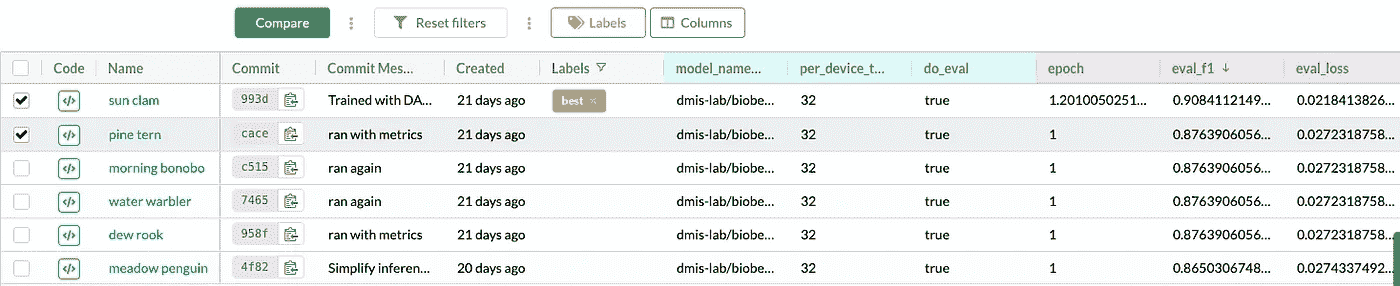 Compare Reset filters Labels Columns
Code Name Commit Commit Mes... Created Labels model_name... per_device_t... do_eval epoch eval_f1 ↓ eval_loss
sun clam 993d Trained with DA... 21 days ago best × dmis-lab/biobe... 32 true 1.2010050251... 0.9084112149... 0.0218413826...
pine tern cace ran with metrics 21 days ago dmis-lab/biobe... 32 true 1 0.8763906056... 0.0272318758...
morning bonobo c515 ran again 21 days ago dmis-lab/biobe... 32 true 1 0.8763906056... 0.0272318758...
water warbler 7465 ran again 21 days ago dmis-lab/biobe... 32 true 1 0.8763906056... 0.0272318758...
dew rook 958f ran with metrics 21 days ago dmis-lab/biobe... 32 true 1 0.8763906056... 0.0272318758...
meadow penguin 4f82 Simplify inferen... 20 days ago dmis-lab/biobe... 32 true 1 0.8650306748... 0.0274337492...